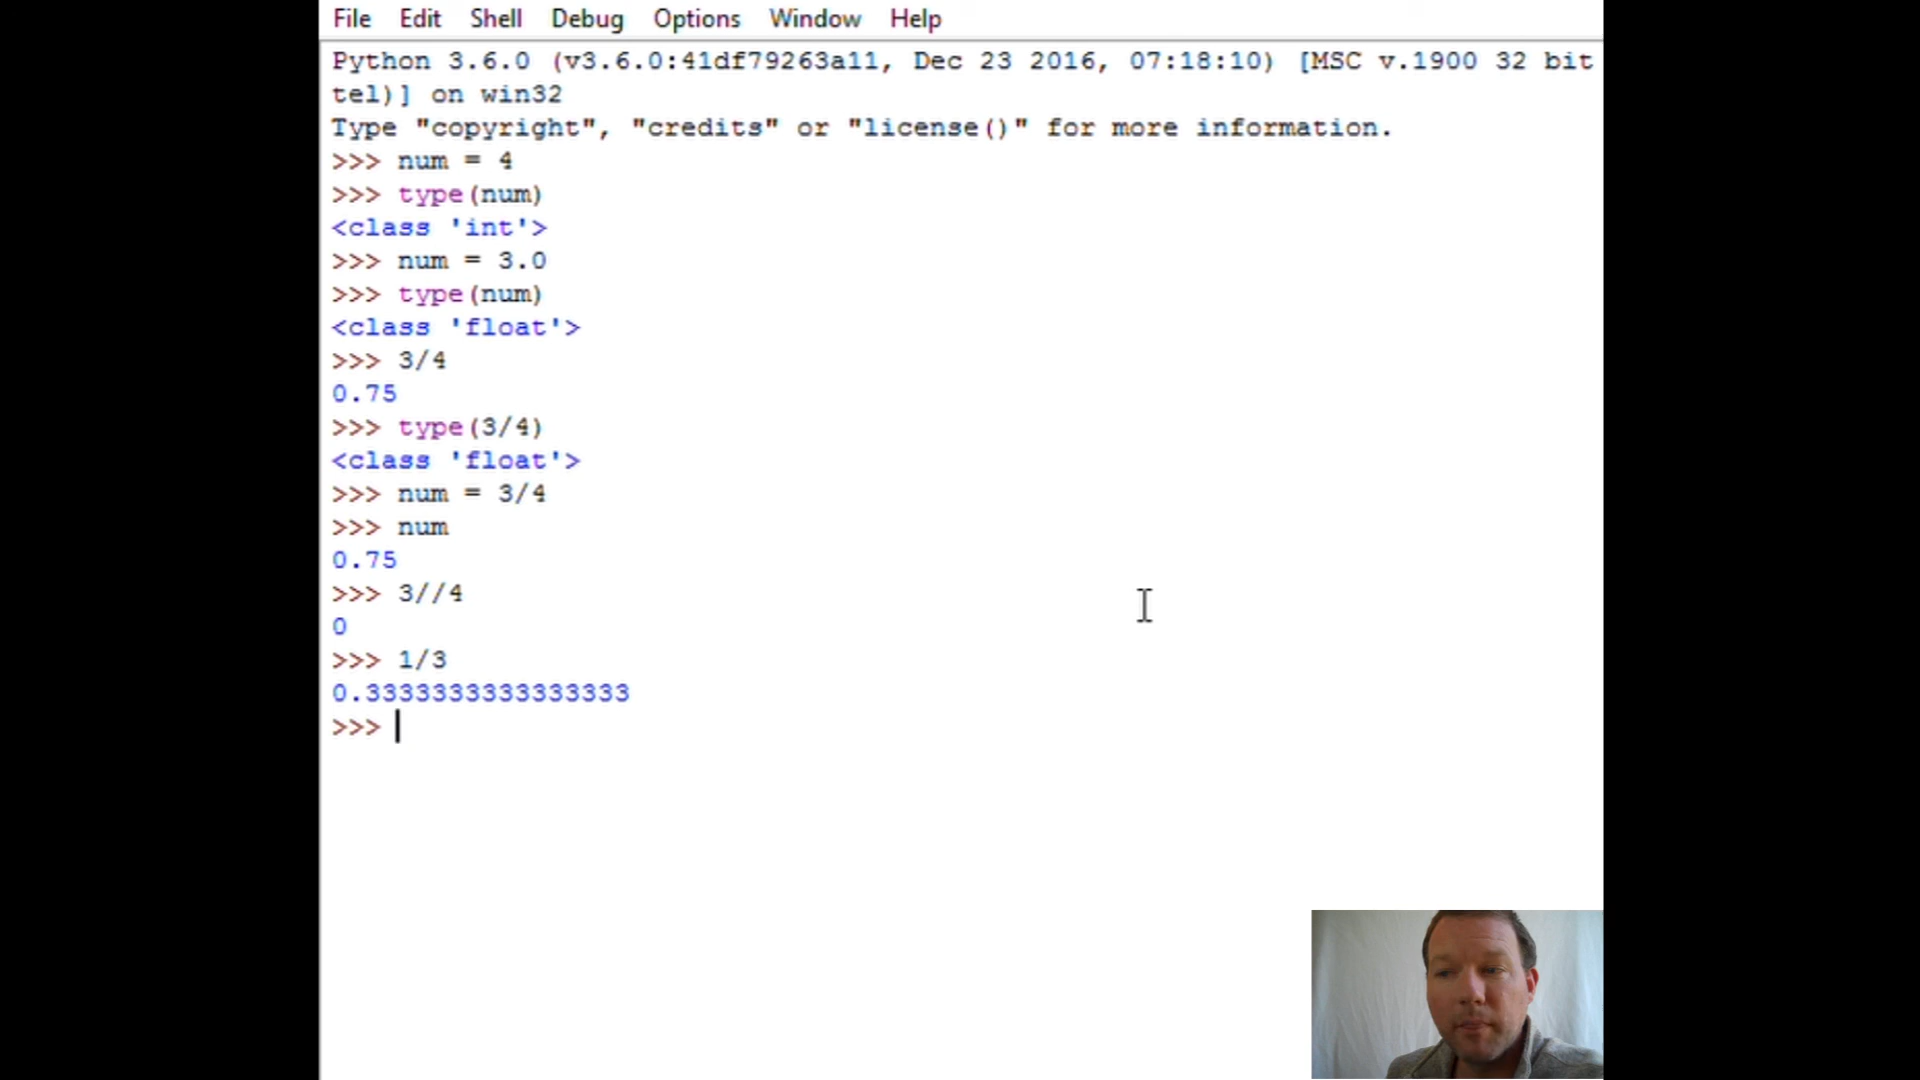 File Edit Shell Debug Options Window Help
Python 3.6.0 (v3.6.0:41df79263a11, Dec 23 2016, 07:18:10) [MSC v.1900 32 bit
tel)] on win32
Type "copyright", "credits" or "license()" for more information.
>>> num = 4
>>> type(num)
<class 'int'>
>>> num = 3.0
>>> type(num)
<class 'float'>
>>> 3/4
0.75
>>> type(3/4)
<class 'float'>
>>> num = 3/4
>>> num
0.75
>>> 3//4
0
>>> 1/3
0.3333333333333333
>>>